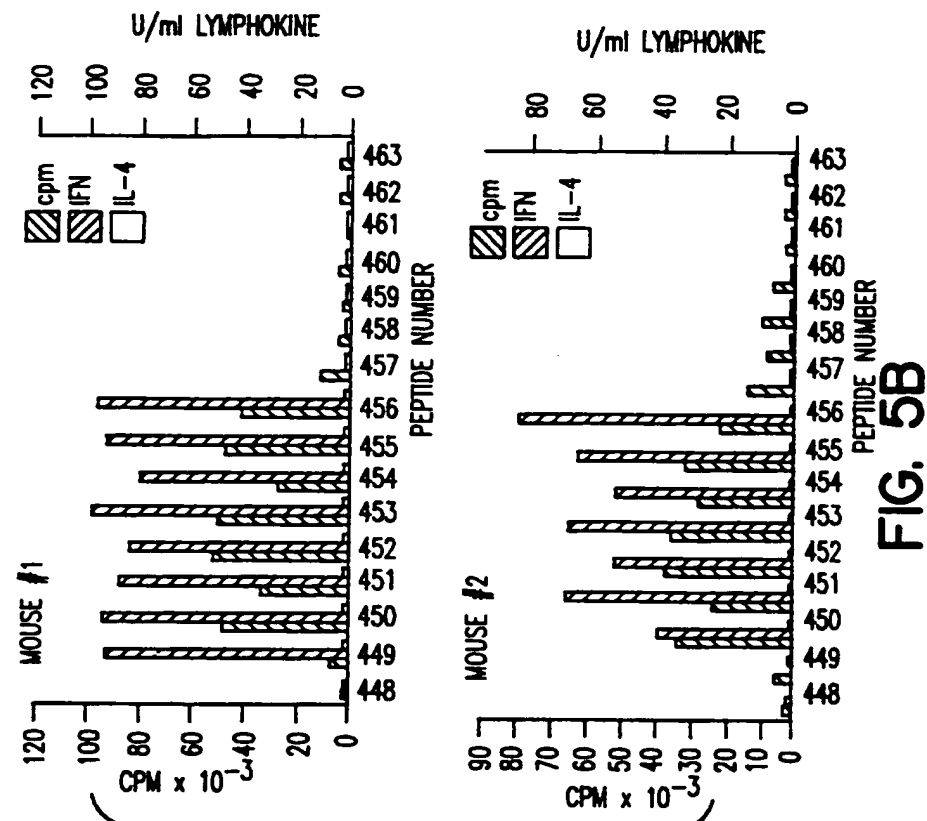 MOUSE #1
U/ml LYMPHOKINE
CPM x 10⁻³
120 100 80 60 40 20 0
120 100 80 60 40 20 0
cpm
IFN
IL-4
448 449 450 451 452 453 454 455 456 457 458 459 460 461 462 463
PEPTIDE NUMBER
MOUSE #2
U/ml LYMPHOKINE
CPM x 10⁻³
90 80 70 60 50 40 30 20 10 0
80 60 40 20 0
cpm
IFN
IL-4
448 449 450 451 452 453 454 455 456 457 458 459 460 461 462 463
PEPTIDE NUMBER
FIG. 5B